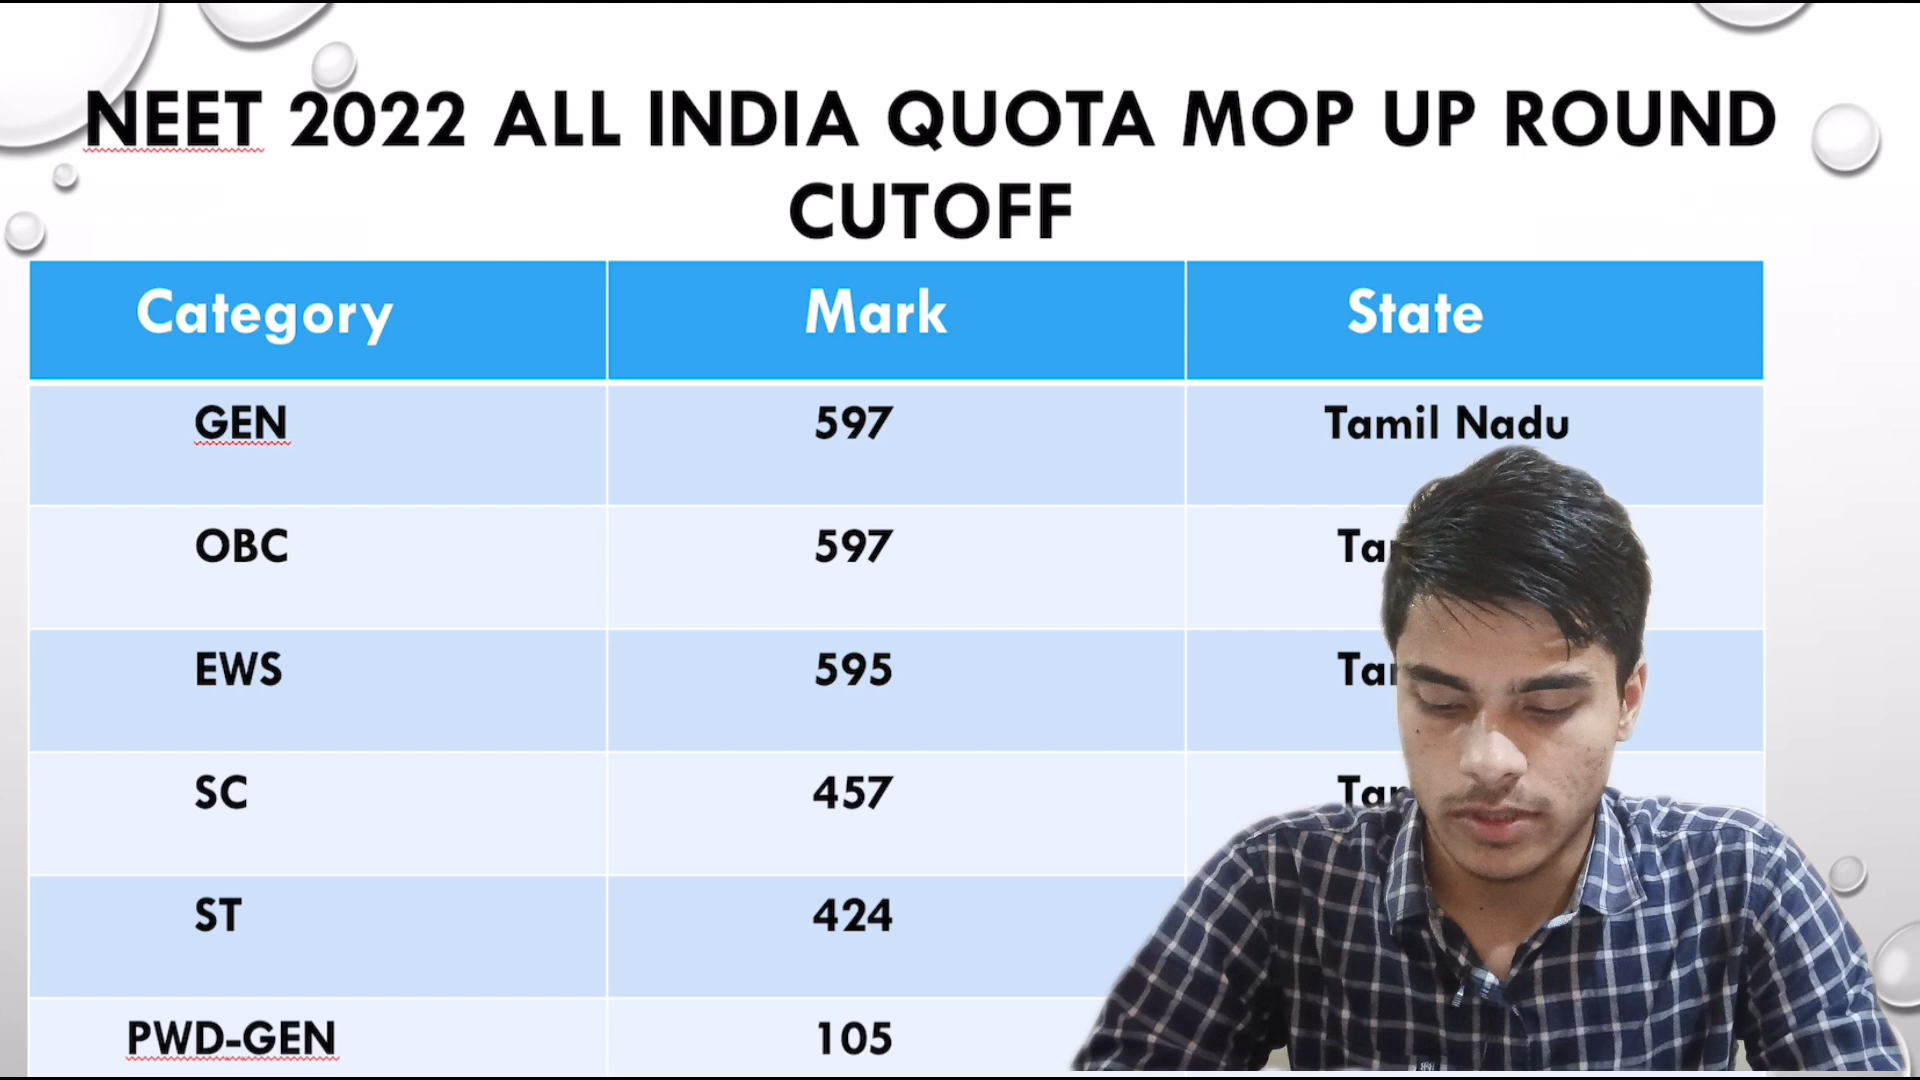 NEET 2022 ALL INDIA QUOTA MOP UP ROUND
CUTOFF
Category Mark State
GEN 597 Tamil Nadu
OBC 597
EWS 595
SC 457
ST 424
PWD-GEN 105